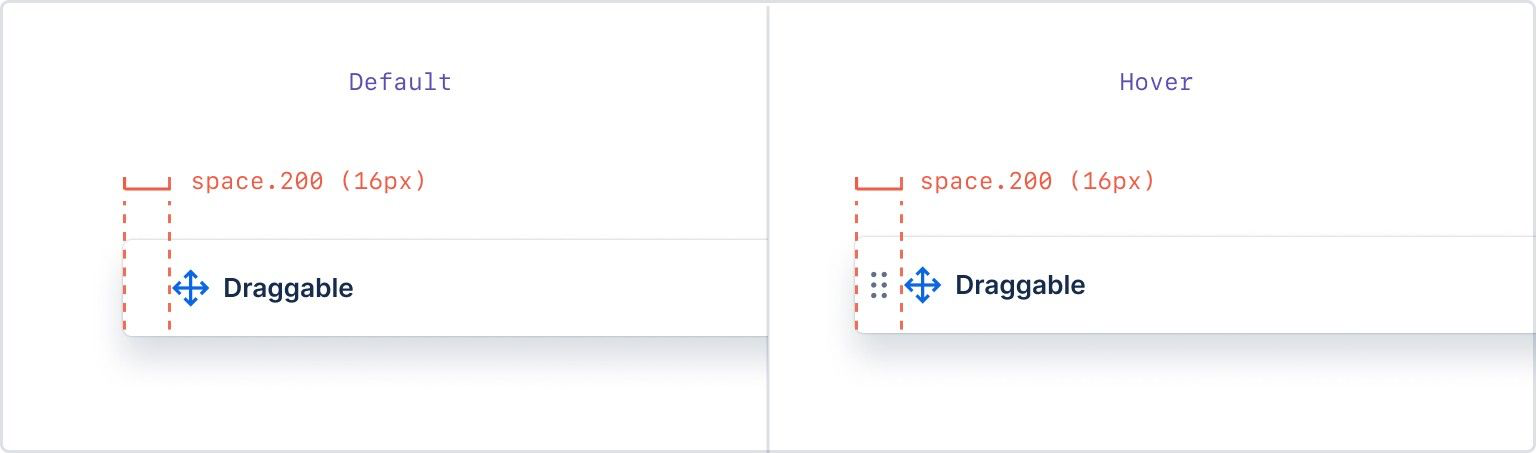 Default
space.200 (16px)
Draggable
Hover
space.200 (16px)
Draggable